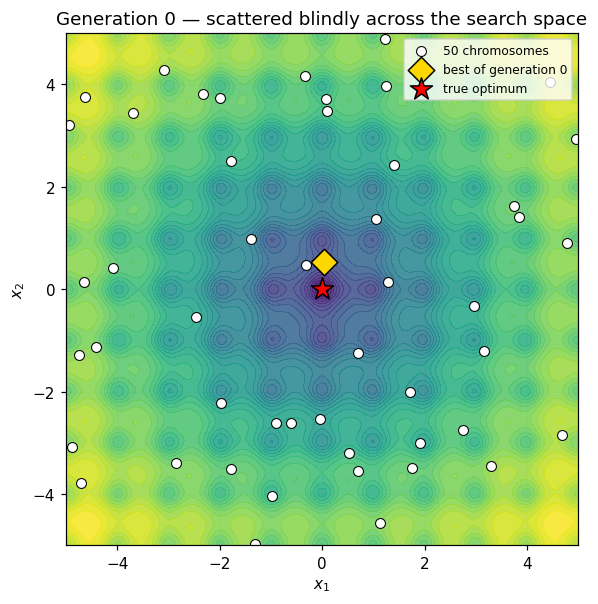 Generation 0 — scattered blindly across the search space
50 chromosomes
best of generation 0
true optimum
4
2
0
−2
−4
x₂
−4
−2
0
2
4
x₁